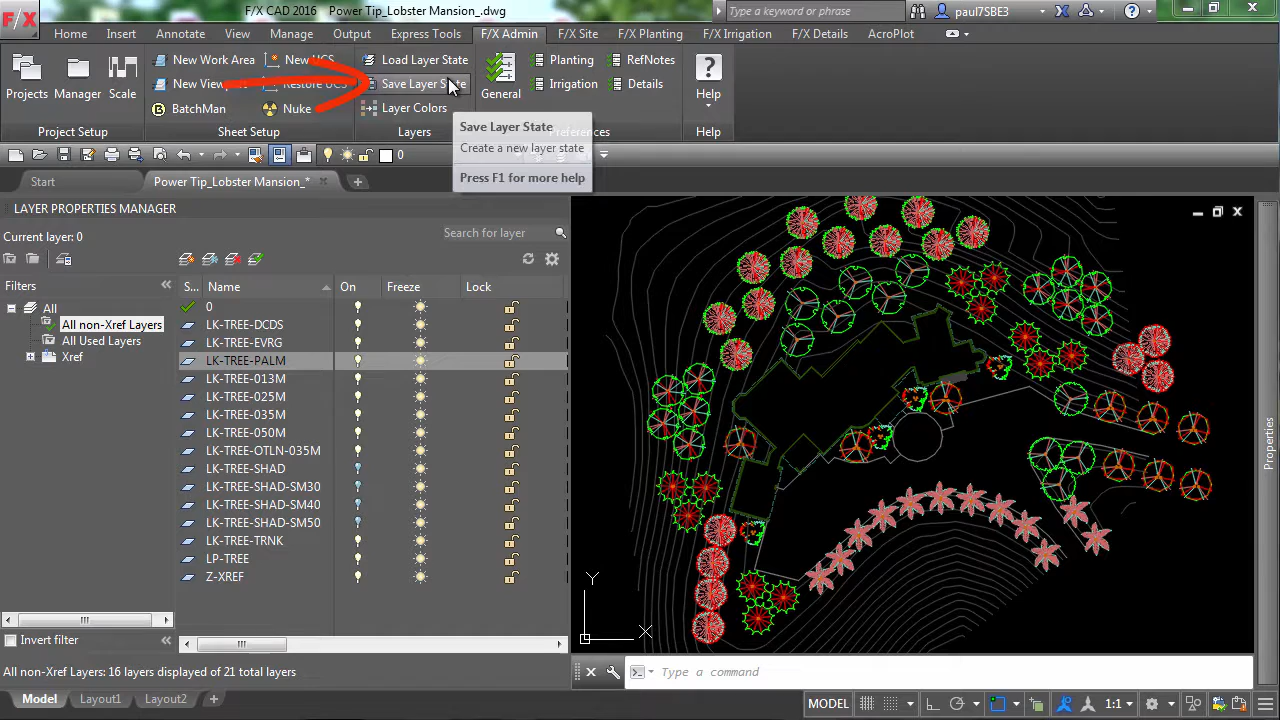 F/X
F/X CAD 2016 Power Tip_Lobster Mansion_.dwg
Type a keyword or phrase
paul7SBE3
Home Insert Annotate View Manage Output Express Tools F/X Admin F/X Site F/X Planting F/X Irrigation F/X Details AcroPlot
New Work Area New UCS Load Layer State Planting RefNotes
New Restore UCS Save Layer State Irrigation Details
Projects Manager Scale General Help
BatchMan Nuke Layer Colors
Project Setup Sheet Setup Layers Help
Save Layer State
Create a new layer state
Press F1 for more help
0
Start Power Tip_Lobster Mansion_*
LAYER PROPERTIES MANAGER
Current layer: 0
Search for layer
Filters
All
All non-Xref Layers
All Used Layers
Xref
S... Name On Freeze Lock
0
LK-TREE-DCDS
LK-TREE-EVRG
LK-TREE-PALM
LK-TREE-013M
LK-TREE-025M
LK-TREE-035M
LK-TREE-050M
LK-TREE-OTLN-035M
LK-TREE-SHAD
LK-TREE-SHAD-SM30
LK-TREE-SHAD-SM40
LK-TREE-SHAD-SM50
LK-TREE-TRNK
LP-TREE
Z-XREF
Properties
Y
X
Invert filter
All non-Xref Layers: 16 layers displayed of 21 total layers
Type a command
Model Layout1 Layout2
MODEL 1:1